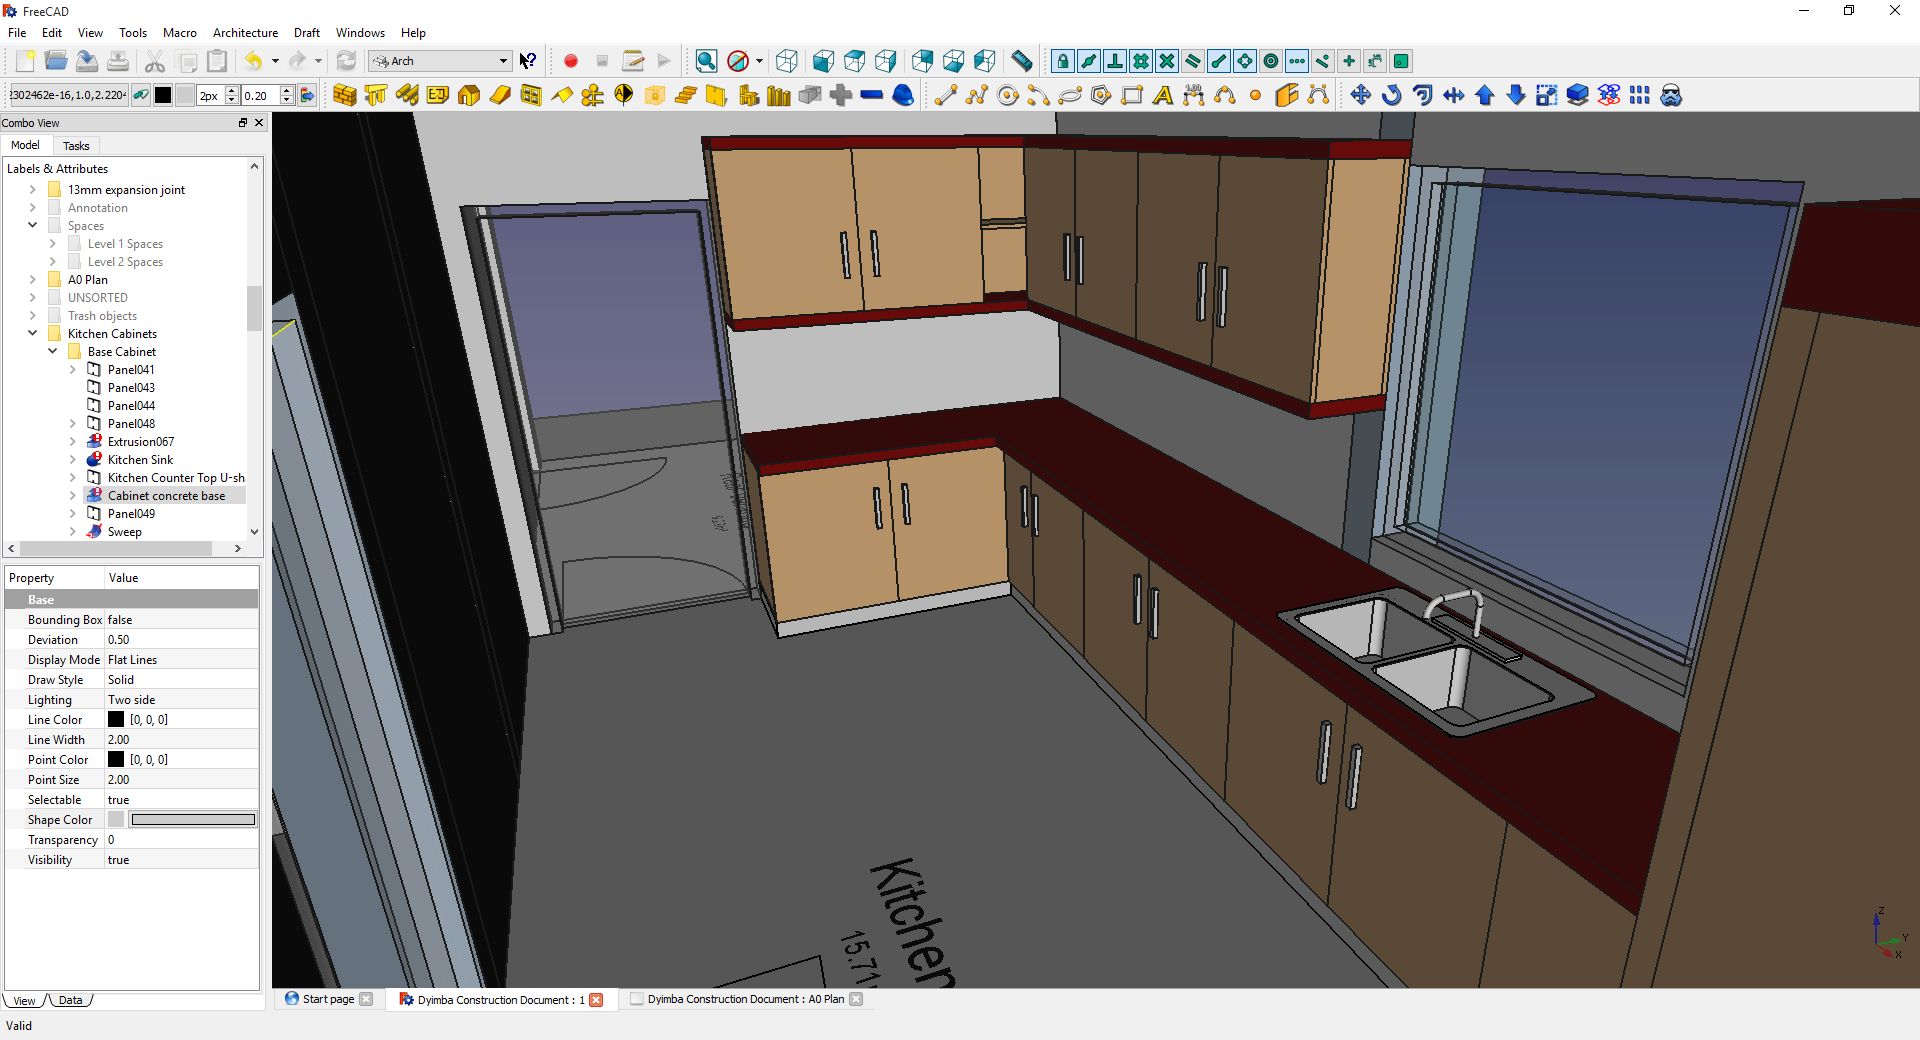 FreeCAD
File Edit View Tools Macro Architecture Draft Windows Help
Arch
2302462e-16,1.0,2.2204 2px 0.20
Combo View
Model Tasks
Labels & Attributes
13mm expansion joint
Annotation
Spaces
Level 1 Spaces
Level 2 Spaces
A0 Plan
UNSORTED
Trash objects
Kitchen Cabinets
Base Cabinet
Panel041
Panel043
Panel044
Panel048
Extrusion067
Kitchen Sink
Kitchen Counter Top U-sh
Cabinet concrete base
Panel049
Sweep
Property Value
Base
Bounding Box false
Deviation 0.50
Display Mode Flat Lines
Draw Style Solid
Lighting Two side
Line Color [0, 0, 0]
Line Width 2.00
Point Color [0, 0, 0]
Point Size 2.00
Selectable true
Shape Color
Transparency 0
Visibility true
View Data
Kitchen
15.71
Z
Y
X
Start page Dyimba Construction Document : 1 Dyimba Construction Document : A0 Plan
Valid